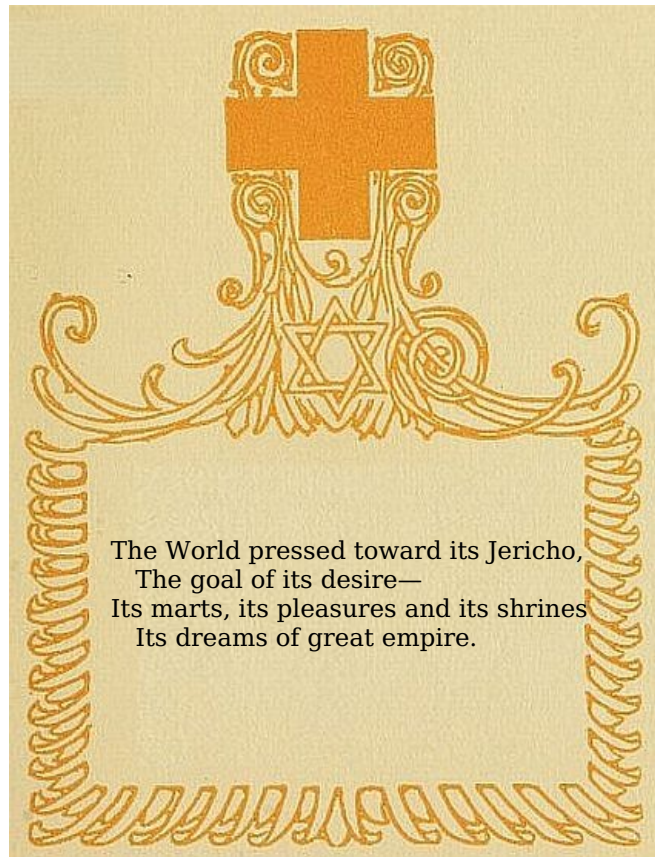 The World pressed toward its Jericho,
The goal of its desire—
Its marts, its pleasures and its shrines
Its dreams of great empire.